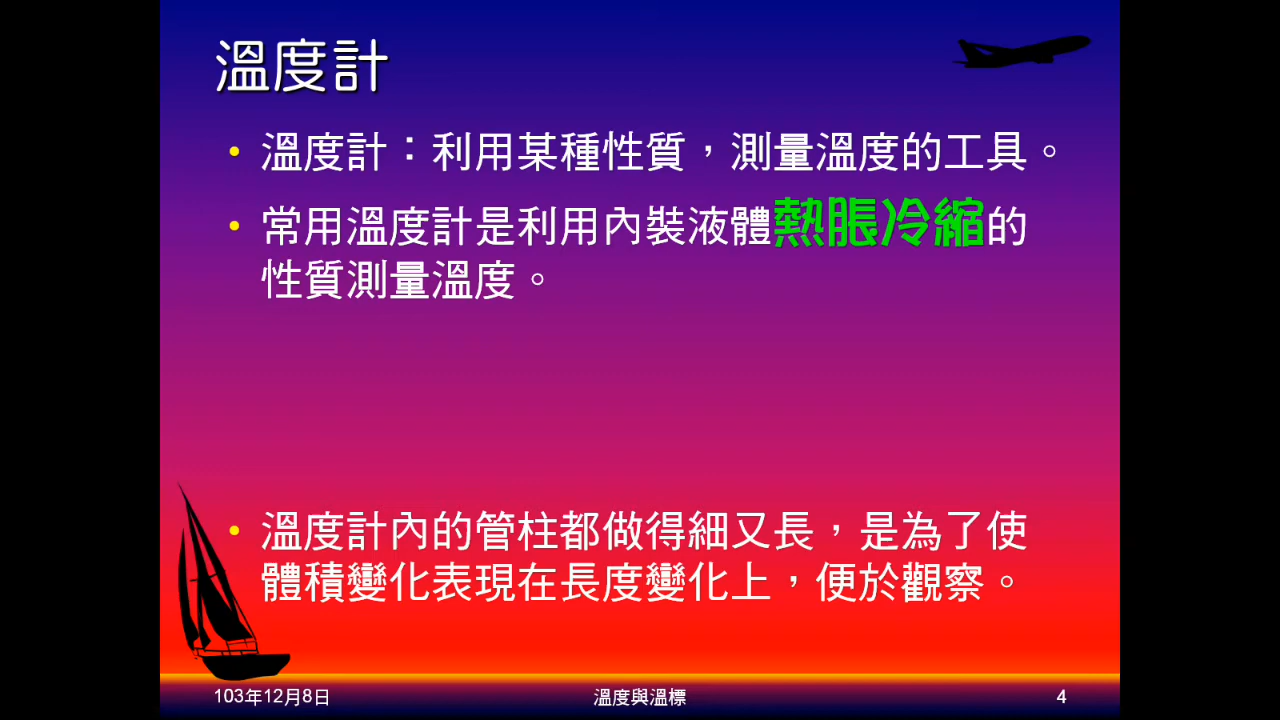 溫度計
• 溫度計：利用某種性質，測量溫度的工具。
• 常用溫度計是利用內裝液體熱脹冷縮的
性質測量溫度。
• 溫度計內的管柱都做得細又長，是為了使
體積變化表現在長度變化上，便於觀察。
103年12月8日
溫度與溫標
4